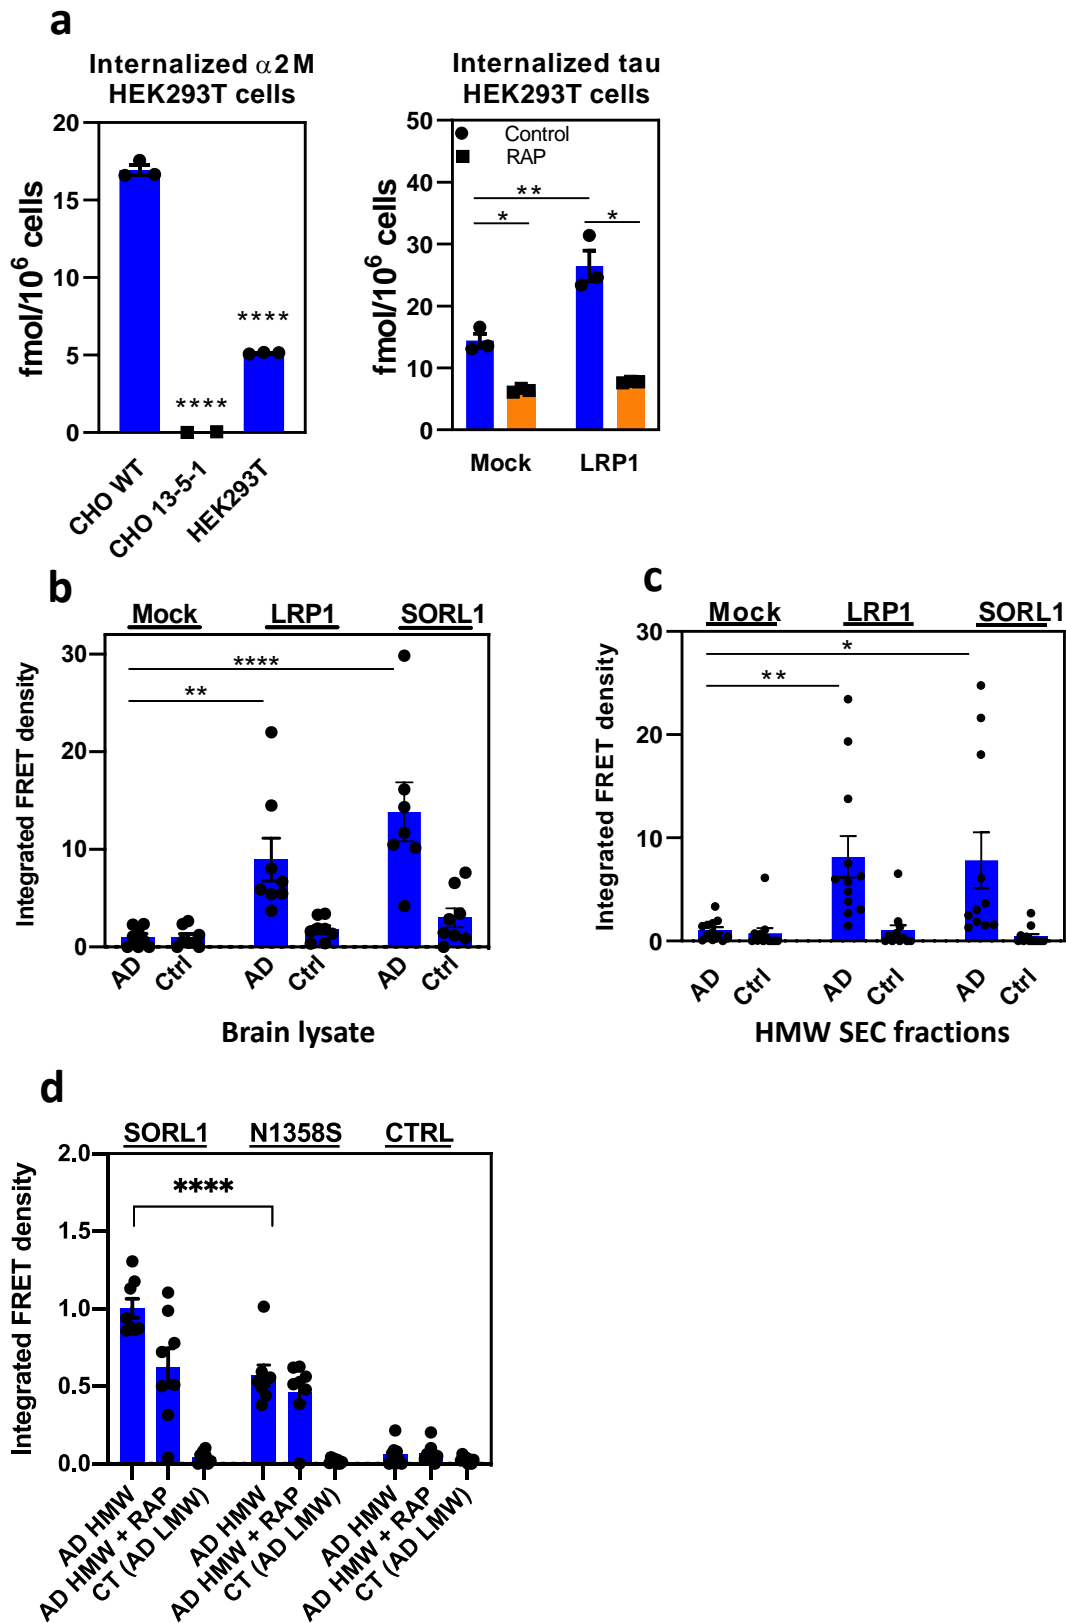 a
Internalized α2M
HEK293T cells
fmol/10⁶ cells
20
15
10
5
0
****
****
CHO WT
CHO 13-5-1
HEK293T
Internalized tau
HEK293T cells
fmol/10⁶ cells
50
40
30
20
10
0
Control
RAP
**
*
*
Mock
LRP1
b
Mock
LRP1
SORL1
Integrated FRET density
30
20
10
0
****
**
AD
Ctrl
AD
Ctrl
AD
Ctrl
Brain lysate
c
Mock
LRP1
SORL1
Integrated FRET density
30
20
10
0
*
**
AD
Ctrl
AD
Ctrl
AD
Ctrl
HMW SEC fractions
d
SORL1
N1358S
CTRL
Integrated FRET density
2.0
1.5
1.0
0.5
0.0
****
AD HMW
AD HMW + RAP
CT (AD LMW)
AD HMW
AD HMW + RAP
CT (AD LMW)
AD HMW
AD HMW + RAP
CT (AD LMW)